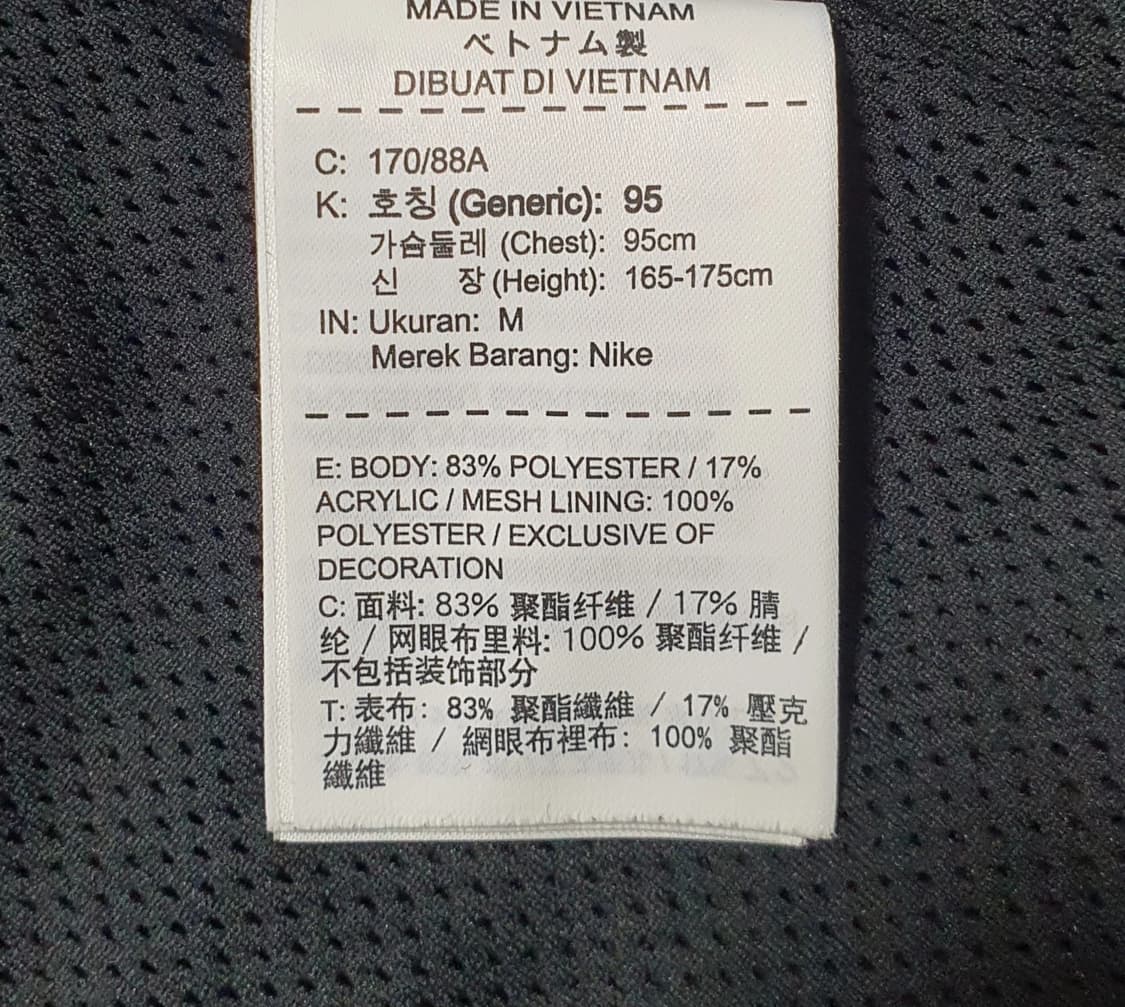 MADE IN VIETNAM
ベトナム製
DIBUAT DI VIETNAM
C: 170/88A
K: 호칭 (Generic): 95
가슴둘레 (Chest): 95cm
신 장 (Height): 165-175cm
IN: Ukuran: M
Merek Barang: Nike
E: BODY: 83% POLYESTER / 17%
ACRYLIC / MESH LINING: 100%
POLYESTER / EXCLUSIVE OF
DECORATION
C: 面料: 83% 聚酯纤维 / 17% 腈
纶 / 网眼布里料: 100% 聚酯纤维 /
不包括装饰部分
T: 表布: 83% 聚酯纖維 / 17% 壓克
力纖維 / 網眼布裡布: 100% 聚酯
纖維